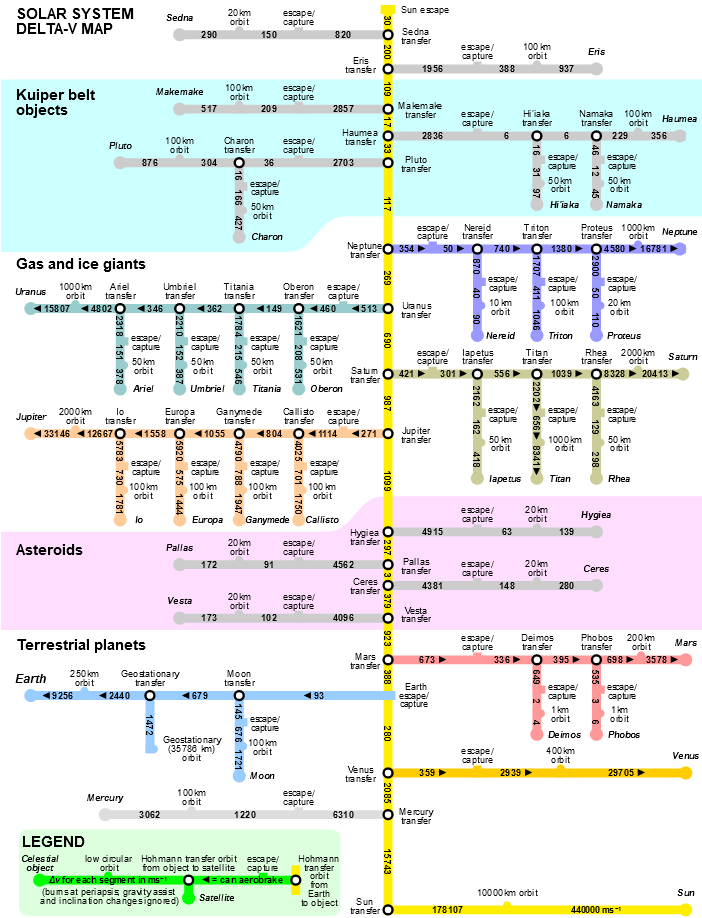 SOLAR SYSTEM
DELTA-V MAP
Sun escape
30
Sedna
20 km
orbit
escape/
capture
290
150
820
Sedna
transfer
200
Eris
transfer
escape/
capture
100 km
orbit
Eris
1956
388
937
109
Kuiper belt
objects
Makemake
100 km
orbit
escape/
capture
517
209
2857
Makemake
transfer
17
Haumea
transfer
escape/
capture
Hi'iaka
transfer
Namaka
transfer
100 km
orbit
Haumea
2836
6
6
229
356
16
31
97
escape/
capture
50 km
orbit
Hi'iaka
46
12
45
escape/
capture
50 km
orbit
Namaka
33
Pluto
100 km
orbit
Charon
transfer
escape/
capture
876
304
36
2703
Pluto
transfer
16
166
427
escape/
capture
50 km
orbit
Charon
117
Neptune
transfer
escape/
capture
Nereid
transfer
Triton
transfer
Proteus
transfer
1000 km
orbit
Neptune
354
50
740
1380
4580
16781
870
40
90
escape/
capture
10 km
orbit
Nereid
1707
411
1046
escape/
capture
100 km
orbit
Triton
2900
50
110
escape/
capture
20 km
orbit
Proteus
269
Gas and ice giants
Uranus
1000 km
orbit
Ariel
transfer
Umbriel
transfer
Titania
transfer
Oberon
transfer
escape/
capture
15807
4802
346
362
149
460
513
Uranus
transfer
2318
151
378
escape/
capture
50 km
orbit
Ariel
2210
152
387
escape/
capture
50 km
orbit
Umbriel
1784
215
546
escape/
capture
50 km
orbit
Titania
1621
208
531
escape/
capture
50 km
orbit
Oberon
690
Saturn
transfer
escape/
capture
Iapetus
transfer
Titan
transfer
Rhea
transfer
2000 km
orbit
Saturn
421
301
556
1039
8328
20413
2162
162
418
escape/
capture
50 km
orbit
Iapetus
2202
656
8341
escape/
capture
1000 km
orbit
Titan
4163
129
298
escape/
capture
50 km
orbit
Rhea
987
Jupiter
2000 km
orbit
Io
transfer
Europa
transfer
Ganymede
transfer
Callisto
transfer
escape/
capture
33146
12667
1558
1055
804
1114
271
Jupiter
transfer
5783
730
1781
escape/
capture
100 km
orbit
Io
5920
575
1444
escape/
capture
100 km
orbit
Europa
4790
788
1947
escape/
capture
100 km
orbit
Ganymede
4025
701
1750
escape/
capture
100 km
orbit
Callisto
1099
Hygiea
transfer
escape/
capture
20 km
orbit
Hygiea
4915
63
139
297
Asteroids
Pallas
20 km
orbit
escape/
capture
172
91
4562
Pallas
transfer
3
Ceres
transfer
escape/
capture
20 km
orbit
Ceres
4381
148
280
379
Vesta
20 km
orbit
escape/
capture
173
102
4096
Vesta
transfer
923
Terrestrial planets
Mars
transfer
escape/
capture
Deimos
transfer
Phobos
transfer
200 km
orbit
Mars
673
336
395
698
3578
649
2
4
escape/
capture
1 km
orbit
Deimos
535
3
6
escape/
capture
1 km
orbit
Phobos
388
Earth
250 km
orbit
Geostationary
transfer
Moon
transfer
9256
2440
679
93
Earth
escape/
capture
1472
Geostationary
(35786 km)
orbit
145
676
1721
escape/
capture
100 km
orbit
Moon
280
Venus
transfer
escape/
capture
400 km
orbit
Venus
359
2939
29705
2085
Mercury
100 km
orbit
escape/
capture
3062
1220
6310
Mercury
transfer
15743
LEGEND
Celestial
object
low circular
orbit
Hohmann transfer orbit
from object to satellite
escape/
capture
Hohmann
transfer
orbit
from
Earth
to object
Δv for each segment in ms⁻¹
◄ = can aerobrake
(burns at periapsis; gravity assist
and inclination changes ignored)
Satellite
Sun
transfer
10000 km orbit
Sun
178107
440000 ms⁻¹